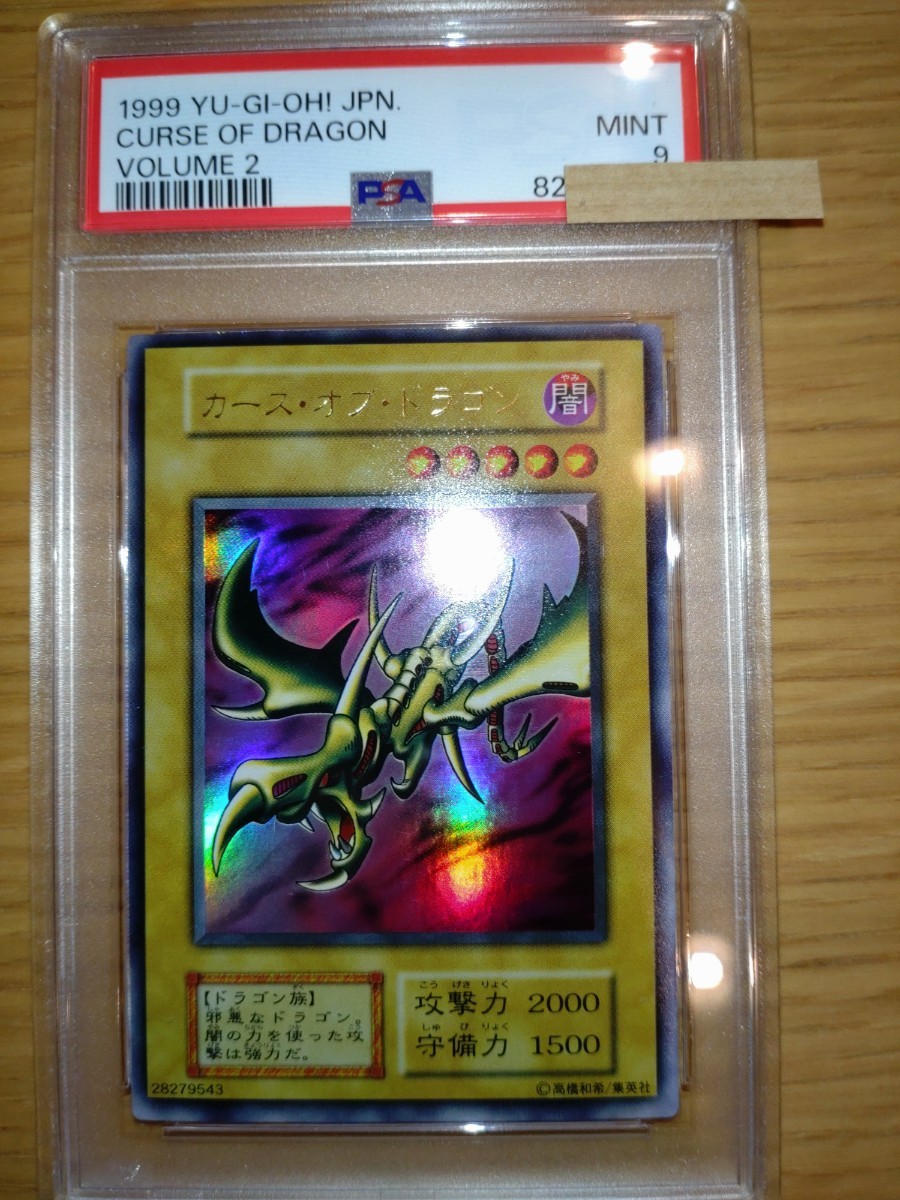 1999 YU-GI-OH! JPN.
CURSE OF DRAGON
MINT
VOLUME 2
9
PSA
82
カース・オブ・ドラゴン
やみ
闇
【ドラゴン族】
邪悪なドラゴン。
闇の力を使った攻
撃は強力だ。
こう げき りょく
攻撃力 2000
しゅ び りょく
守備力 1500
28279543
©高橋和希/集英社